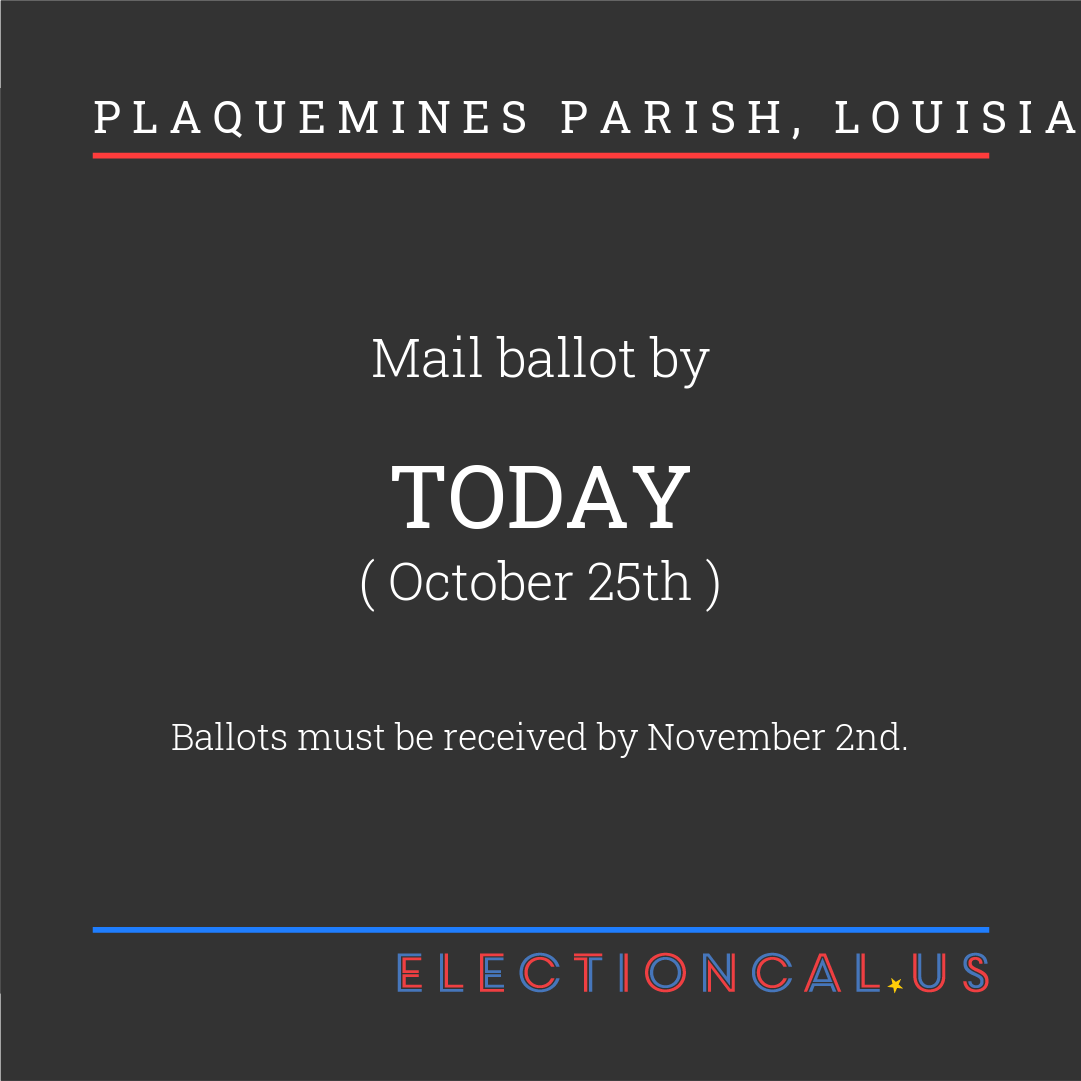 PLAQUEMINES PARISH, LOUISIA
Mail ballot by
TODAY
( October 25th )
Ballots must be received by November 2nd.
ELECTIONCAL.US